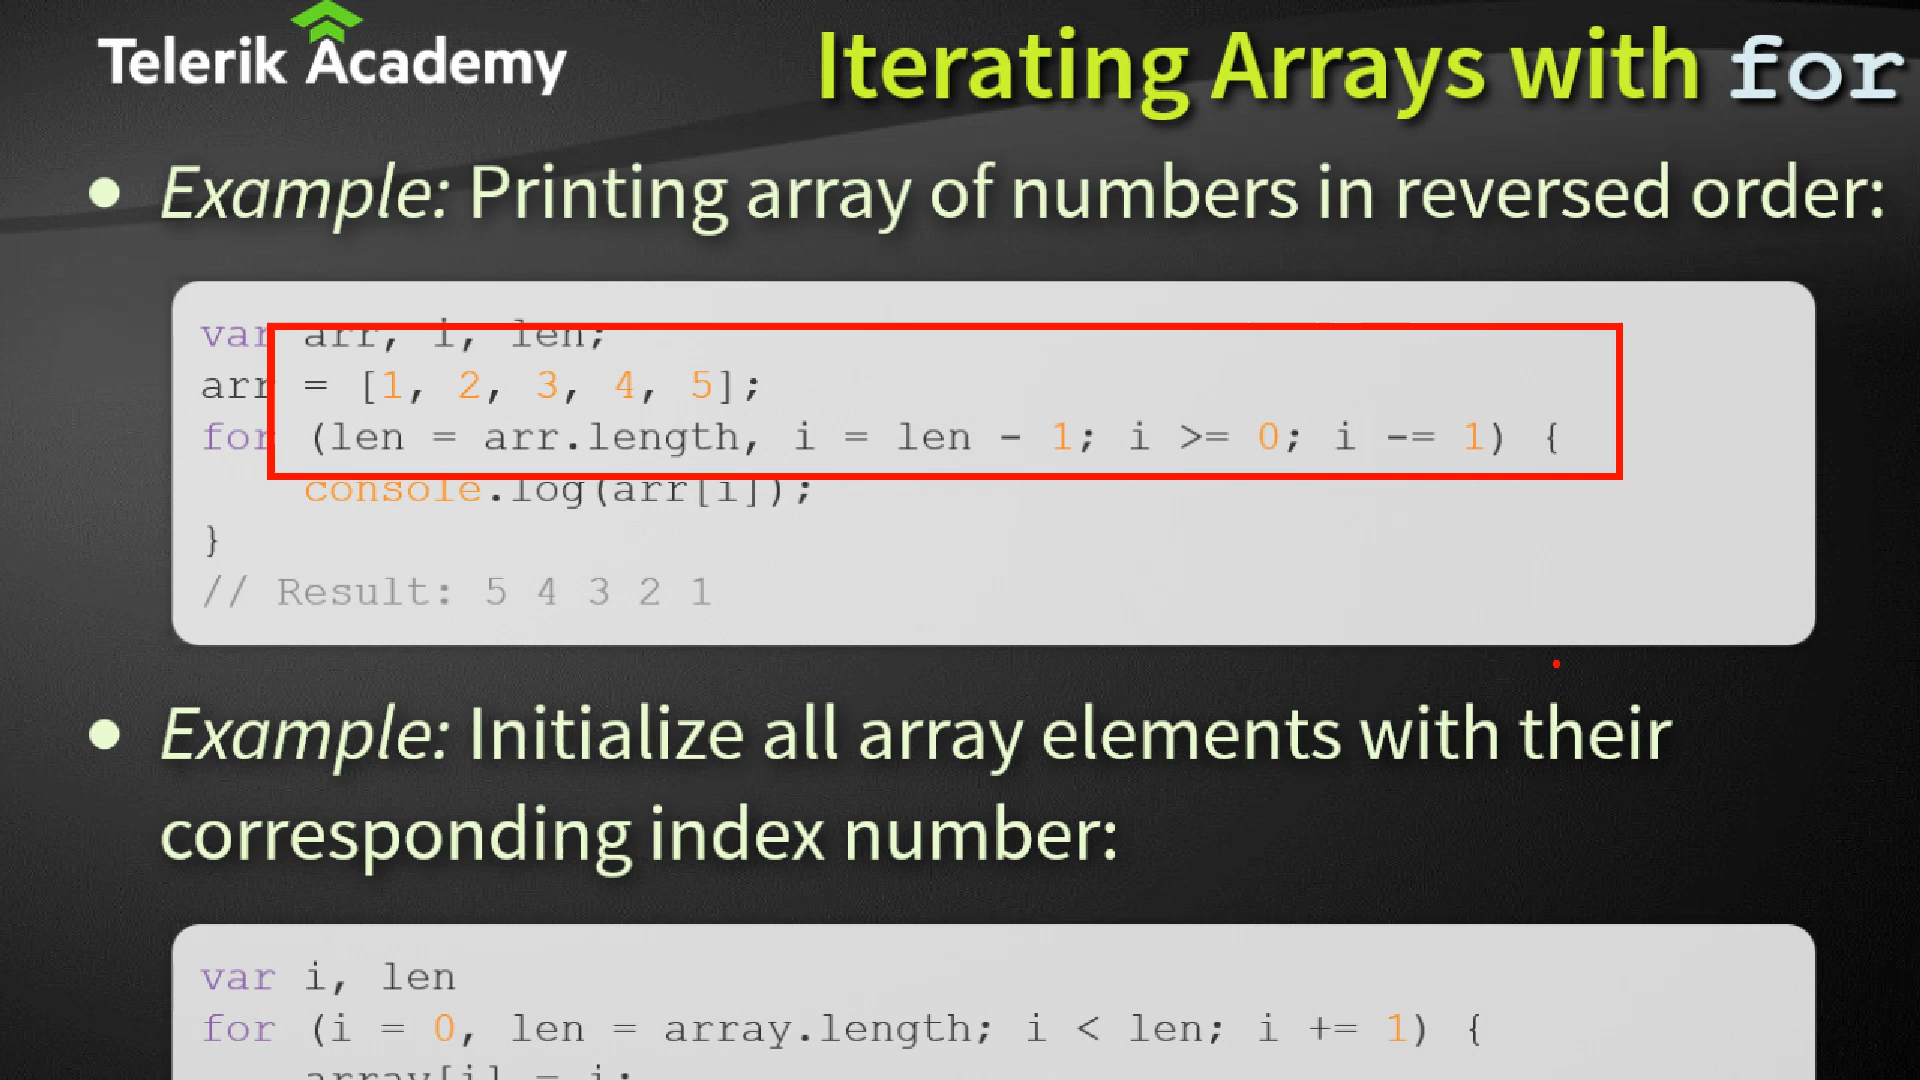 Telerik Academy
Iterating Arrays with for
• Example: Printing array of numbers in reversed order:
var arr, i, len;
arr = [1, 2, 3, 4, 5];
for (len = arr.length, i = len - 1; i >= 0; i -= 1) {
    console.log(arr[i]);
}
// Result: 5 4 3 2 1
• Example: Initialize all array elements with their
corresponding index number:
var i, len
for (i = 0, len = array.length; i < len; i += 1) {
    array[i] = i;